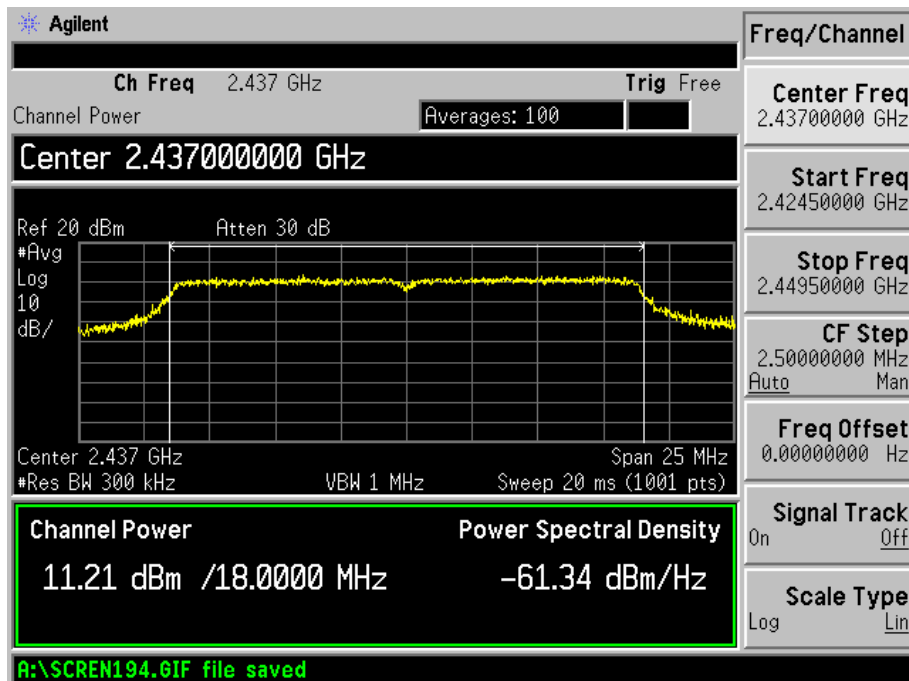 Agilent
Freq/Channel
Ch Freq 2.437 GHz Trig Free
Channel Power Averages: 100
Center 2.437000000 GHz
Ref 20 dBm Atten 30 dB
#Avg
Log
10
dB/
Center 2.437 GHz Span 25 MHz
#Res BW 300 kHz VBW 1 MHz Sweep 20 ms (1001 pts)
Channel Power Power Spectral Density
11.21 dBm /18.0000 MHz -61.34 dBm/Hz
A:\SCREN194.GIF file saved
Center Freq
2.43700000 GHz
Start Freq
2.42450000 GHz
Stop Freq
2.44950000 GHz
CF Step
2.50000000 MHz
Auto Man
Freq Offset
0.00000000 Hz
Signal Track
On Off
Scale Type
Log Lin